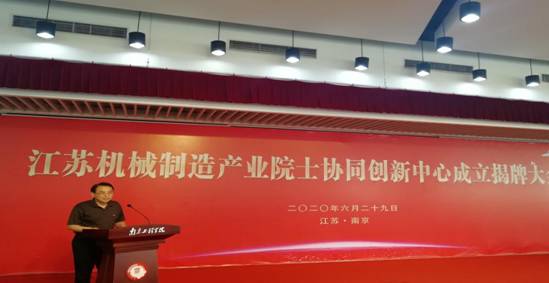 江苏机械制造产业院士协同创新中心成立揭牌大
二〇二〇年六月二十九日
江苏·南京
南京工程学院